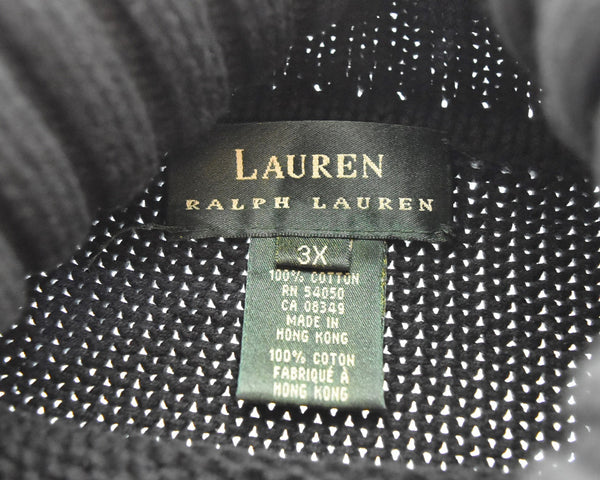 LAUREN
RALPH LAUREN
3X
100% COTTON
RN 54050
CA 08349
MADE IN
HONG KONG
100% COTON
FABRIQUÉ À
HONG KONG